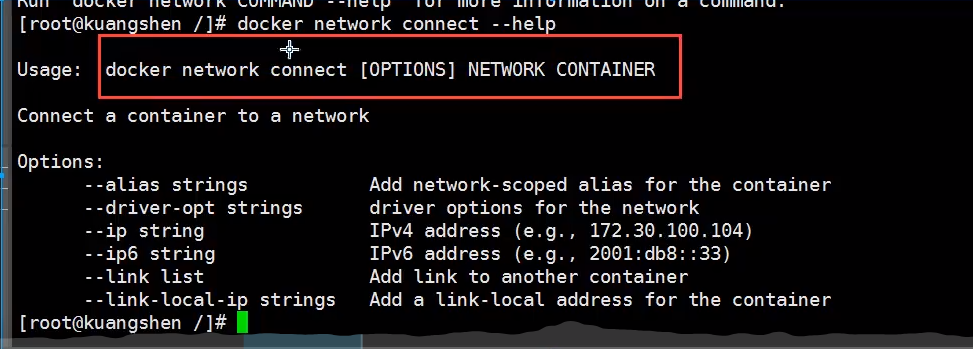 Run 'docker network COMMAND --help' for more information on a command.
[root@kuangshen /]# docker network connect --help
Usage:  docker network connect [OPTIONS] NETWORK CONTAINER
Connect a container to a network
Options:
      --alias strings           Add network-scoped alias for the container
      --driver-opt strings      driver options for the network
      --ip string               IPv4 address (e.g., 172.30.100.104)
      --ip6 string              IPv6 address (e.g., 2001:db8::33)
      --link list               Add link to another container
      --link-local-ip strings   Add a link-local address for the container
[root@kuangshen /]#